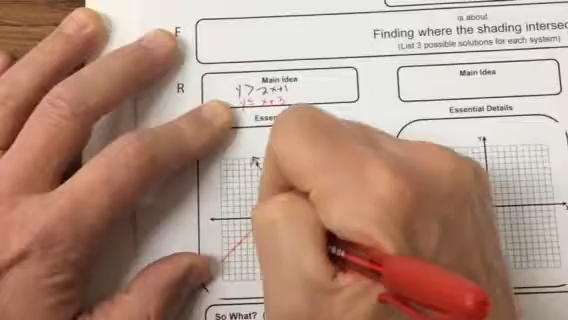 is about
F
Finding where the shading intersec
(List 3 possible solutions for each system)
R
Main Idea
y > -2x+1
Main Idea
Essential Details
So What?